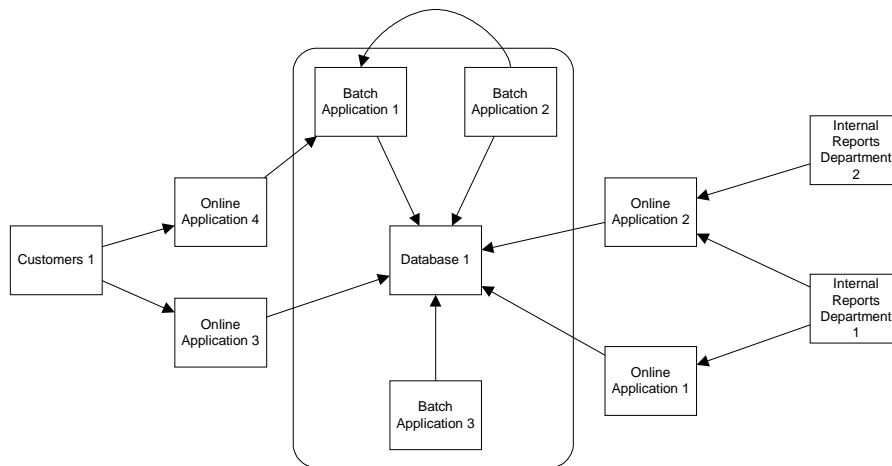 Batch
Application 1
Batch
Application 2
Internal
Reports
Department
2
Online
Application 4
Online
Application 2
Customers 1
Database 1
Online
Application 3
Internal
Reports
Department
1
Online
Application 1
Batch
Application 3